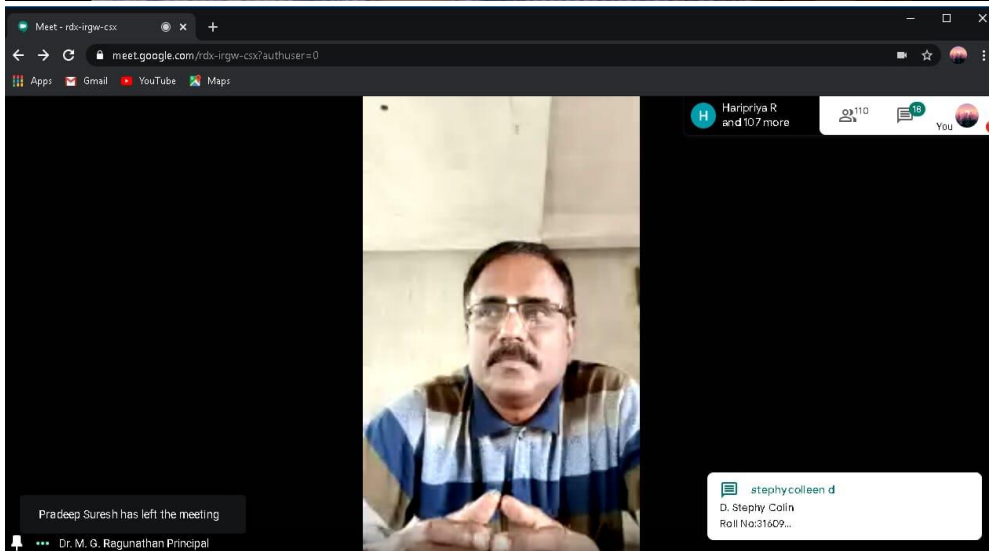 Meet - rdx-irgw-csx
meet.google.com/rdx-irgw-csx?authuser=0
Apps Gmail YouTube Maps
H
Haripriya R
and 107 more
110
18
You
stephycolleen d
D. Stephy Colin
Roll No:31609...
Pradeep Suresh has left the meeting
Dr. M. G. Ragunathan Principal